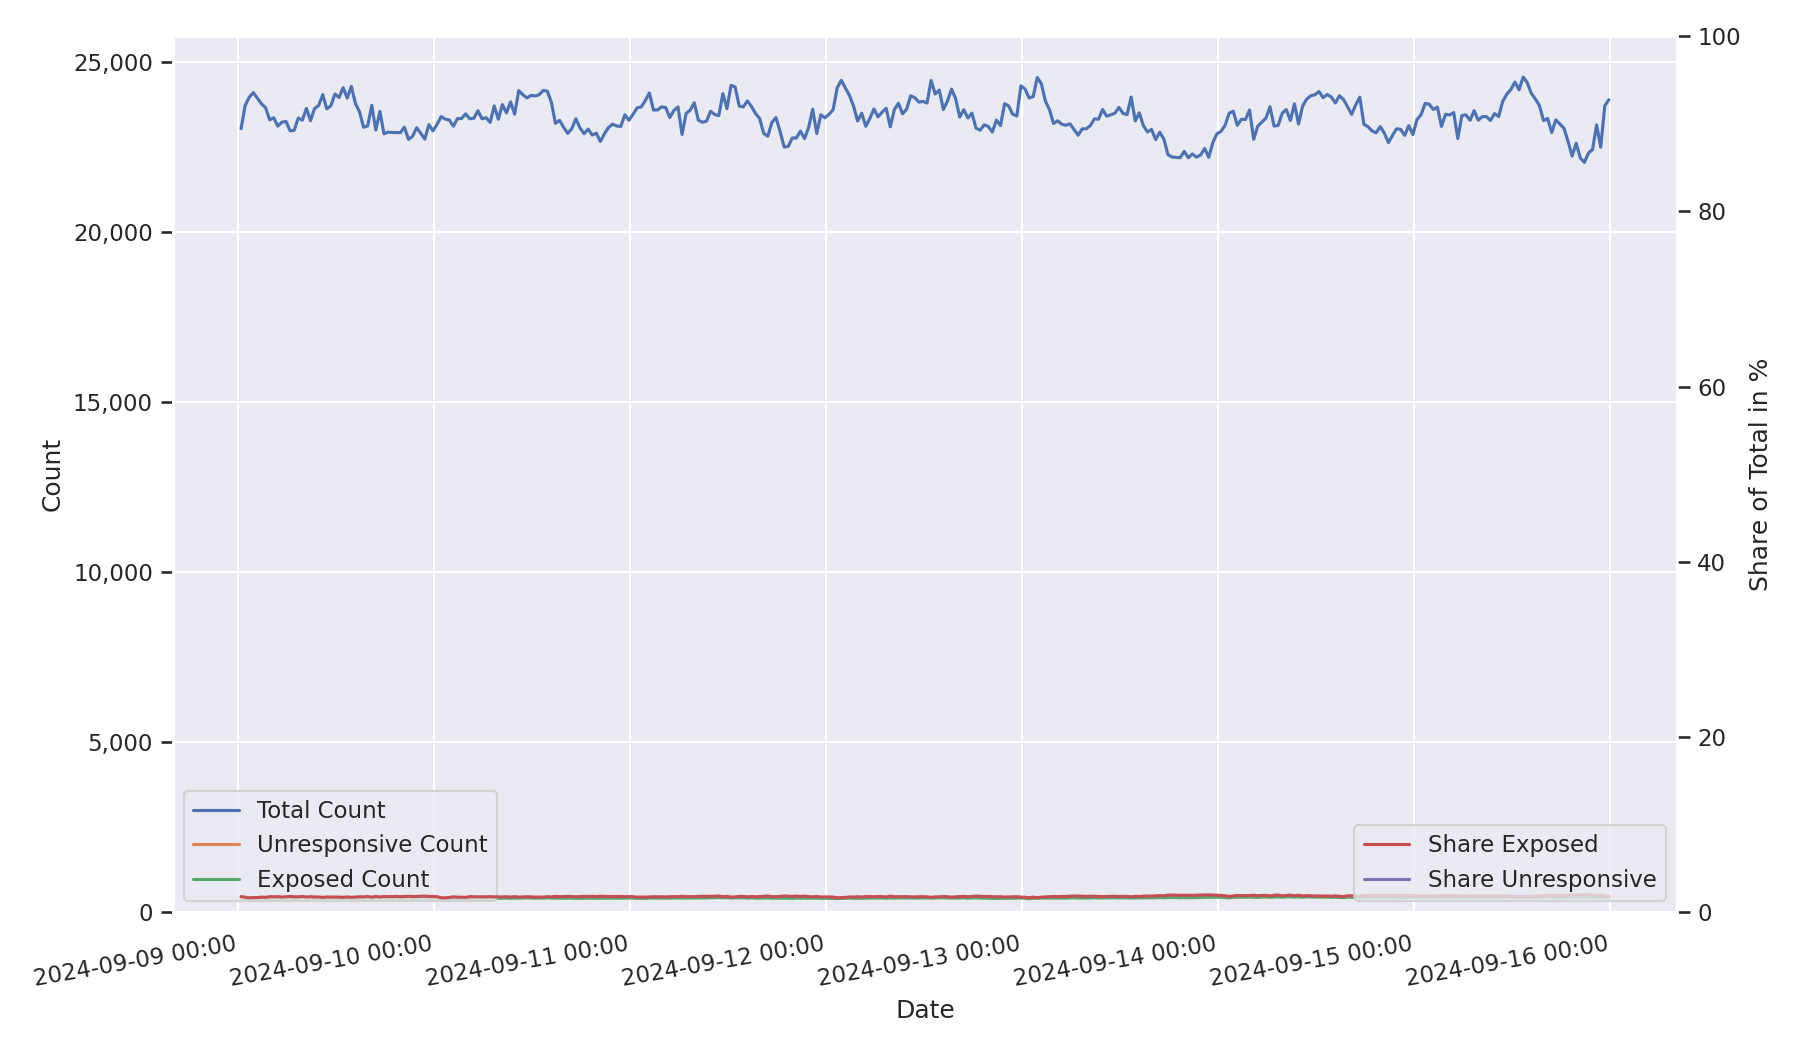 25,000
20,000
15,000
10,000
5,000
0
Count
100
80
60
40
20
0
Share of Total in %
Total Count
Unresponsive Count
Exposed Count
Share Exposed
Share Unresponsive
2024-09-09 00:00
2024-09-10 00:00
2024-09-11 00:00
2024-09-12 00:00
2024-09-13 00:00
2024-09-14 00:00
2024-09-15 00:00
2024-09-16 00:00
Date